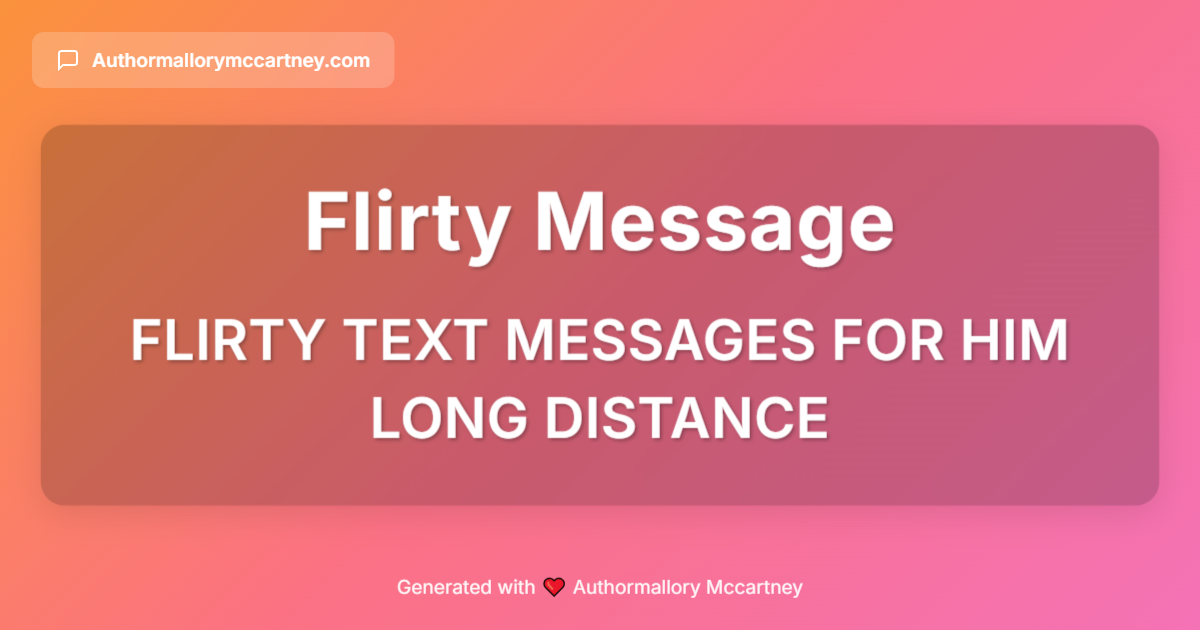 Authormallorymccartney.com
Flirty Message
FLIRTY TEXT MESSAGES FOR HIM
LONG DISTANCE
Generated with ❤️ Authormallory Mccartney